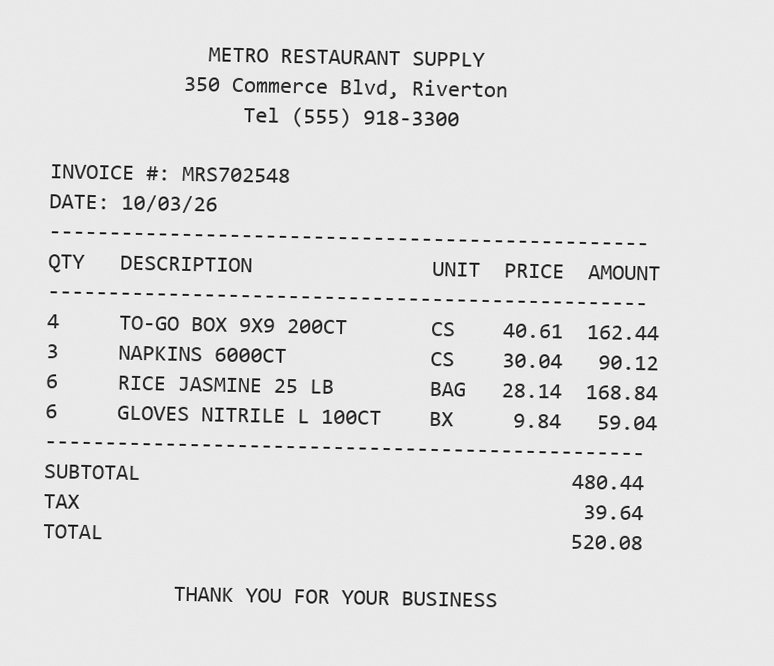 METRO RESTAURANT SUPPLY
350 Commerce Blvd, Riverton
Tel (555) 918-3300
INVOICE #: MRS702548
DATE: 10/03/26
--------------------------------------------------
QTY DESCRIPTION UNIT PRICE AMOUNT
--------------------------------------------------
4 TO-GO BOX 9X9 200CT CS 40.61 162.44
3 NAPKINS 6000CT CS 30.04 90.12
6 RICE JASMINE 25 LB BAG 28.14 168.84
6 GLOVES NITRILE L 100CT BX 9.84 59.04
--------------------------------------------------
SUBTOTAL 480.44
TAX 39.64
TOTAL 520.08
THANK YOU FOR YOUR BUSINESS